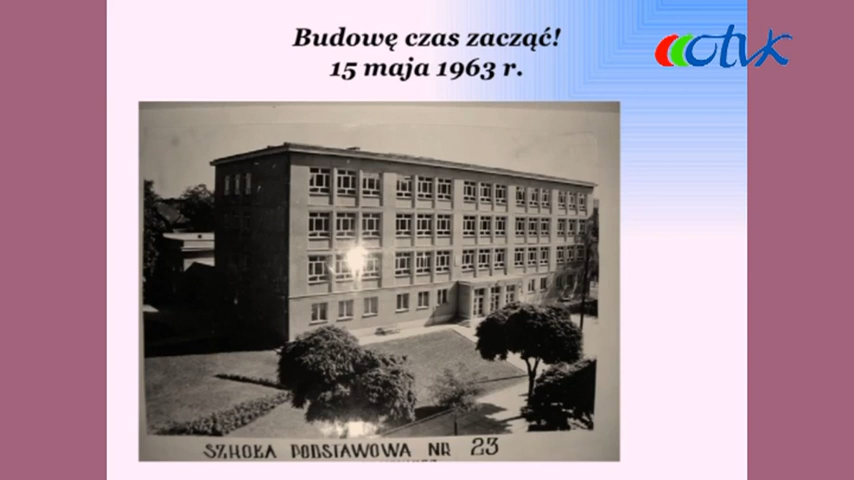 Budowę czas zacząć!
15 maja 1963 r.
otvk
SZKOŁA PODSTAWOWA NR 23